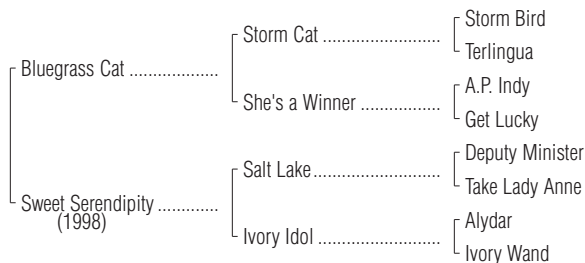 Storm Bird
Storm Cat ............................
Terlingua
Bluegrass Cat ....................
A.P. Indy
She's a Winner ..................
Get Lucky
Deputy Minister
Salt Lake.............................
Take Lady Anne
Sweet Serendipity .............
(1998)
Alydar
Ivory Idol ............................
Ivory Wand